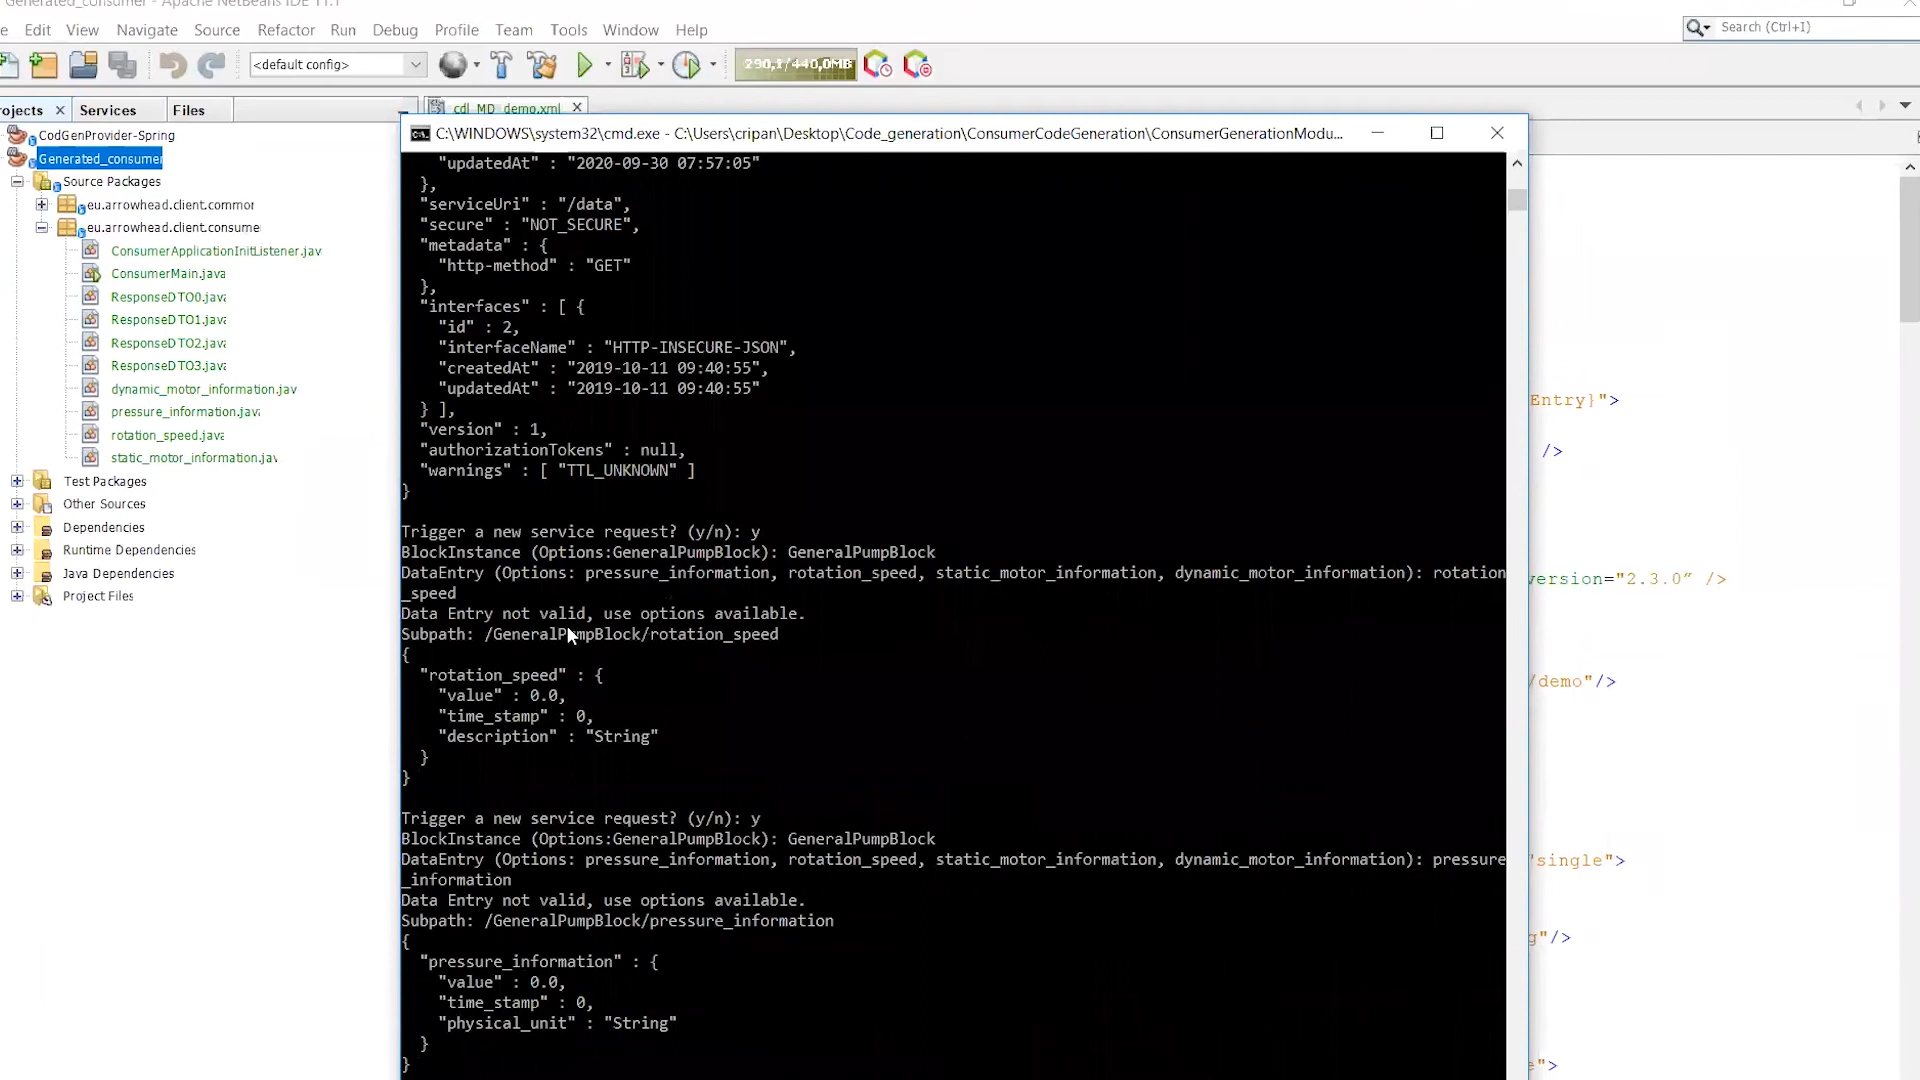 Generated_consumer - Apache NetBeans IDE 11.1
Edit View Navigate Source Refactor Run Debug Profile Team Tools Window Help
Search (Ctrl+I)
<default config>
290,1/440,0MB
rojects Services Files
cdl_MD_demo.xml
CodGenProvider-Spring
Generated_consumer
Source Packages
eu.arrowhead.client.commor
eu.arrowhead.client.consume
ConsumerApplicationInitListener.jav
ConsumerMain.java
ResponseDTO0.java
ResponseDTO1.java
ResponseDTO2.java
ResponseDTO3.java
dynamic_motor_information.jav
pressure_information.java
rotation_speed.java
static_motor_information.jav
Test Packages
Other Sources
Dependencies
Runtime Dependencies
Java Dependencies
Project Files
C:\WINDOWS\system32\cmd.exe - C:\Users\cripan\Desktop\Code_generation\ConsumerCodeGeneration\ConsumerGenerationModu...
"updatedAt" : "2020-09-30 07:57:05"
},
"serviceUri" : "/data",
"secure" : "NOT_SECURE",
"metadata" : {
"http-method" : "GET"
},
"interfaces" : [ {
"id" : 2,
"interfaceName" : "HTTP-INSECURE-JSON",
"createdAt" : "2019-10-11 09:40:55",
"updatedAt" : "2019-10-11 09:40:55"
} ],
"version" : 1,
"authorizationTokens" : null,
"warnings" : [ "TTL_UNKNOWN" ]
}
Trigger a new service request? (y/n): y
BlockInstance (Options:GeneralPumpBlock): GeneralPumpBlock
DataEntry (Options: pressure_information, rotation_speed, static_motor_information, dynamic_motor_information): rotation
_speed
Data Entry not valid, use options available.
Subpath: /GeneralPumpBlock/rotation_speed
{
"rotation_speed" : {
"value" : 0.0,
"time_stamp" : 0,
"description" : "String"
}
}
Trigger a new service request? (y/n): y
BlockInstance (Options:GeneralPumpBlock): GeneralPumpBlock
DataEntry (Options: pressure_information, rotation_speed, static_motor_information, dynamic_motor_information): pressure
_information
Data Entry not valid, use options available.
Subpath: /GeneralPumpBlock/pressure_information
{
"pressure_information" : {
"value" : 0.0,
"time_stamp" : 0,
"physical_unit" : "String"
}
}
Entry}">
/>
version="2.3.0" />
/demo"/>
'single">
g"/>
e">